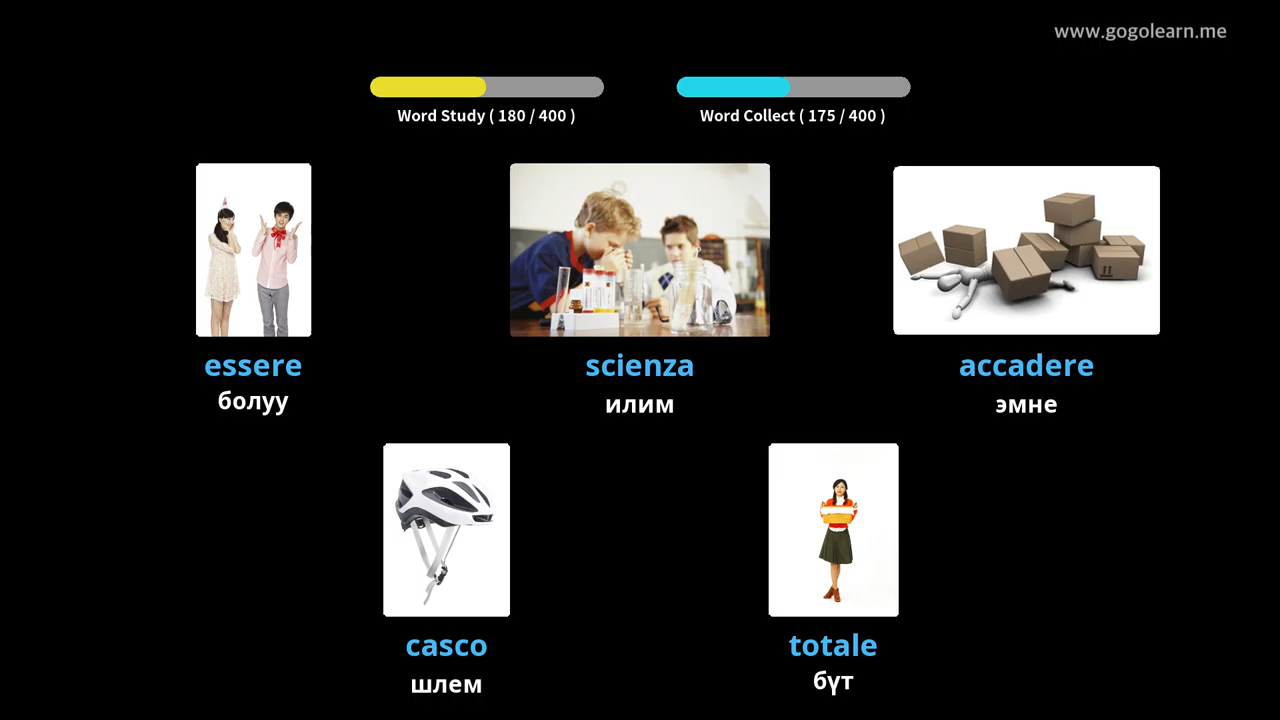 www.gogolearn.me
Word Study ( 180 / 400 )
Word Collect ( 175 / 400 )
essere
болуу
scienza
илим
accadere
эмне
casco
шлем
totale
бүт